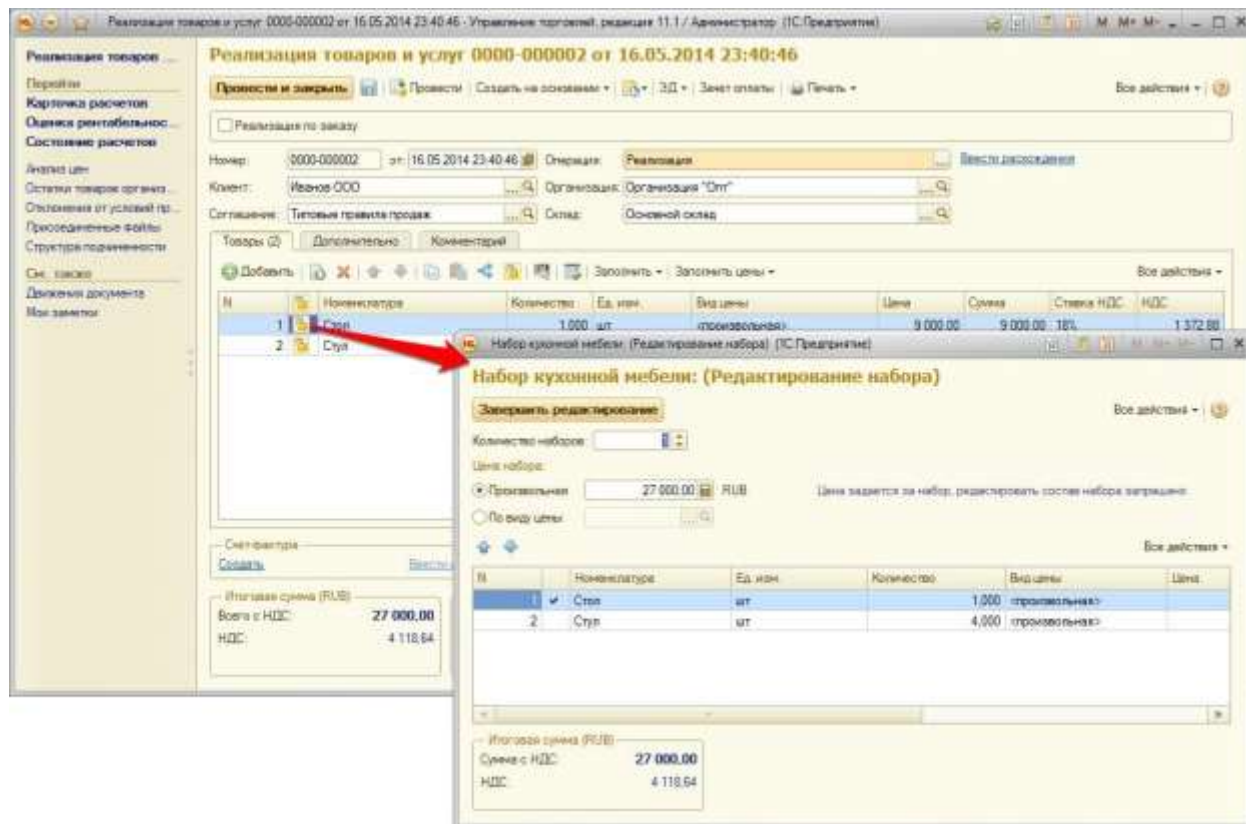 Реализация товаров и услуг 0000-000002 от 16.05.2014 23:40:46 - Управление торговлей, редакция 11.1 / Администратор (1С:Предприятие)
M M+ M-
Реализация товаров ...
Перейти
Карточка расчетов
Оценка рентабельнос...
Состояние расчетов
Анализ цен
Остатки товаров организ...
Отклонения от условий пр...
Присоединенные файлы
Структура подчиненности
См. также
Движения документа
Мои заметки
Реализация товаров и услуг 0000-000002 от 16.05.2014 23:40:46
Провести и закрыть Провести Создать на основании ЭД Зачет оплаты Печать Все действия
Реализация по заказу
Номер: 0000-000002 от: 16.05.2014 23:40:46 Операция: Реализация Ввести расхождения
Клиент: Иванов ООО Организация: Организация "Опт"
Соглашение: Типовые правила продаж Склад: Основной склад
Товары (2) Дополнительно Комментарий
Добавить Заполнить Заполнить цены Все действия
N Номенклатура Количество Ед. изм. Вид цены Цена Сумма Ставка НДС НДС
1 Стол 1,000 шт <произвольная> 9 000,00 9 000,00 18% 1 372,88
2 Стул
Счет-фактура
Создать Ввести
Итоговая сумма (RUB)
Всего с НДС: 27 000,00
НДС: 4 118,64
Набор кухонной мебели: (Редактирование набора) (1С:Предприятие)
M M+ M-
Набор кухонной мебели: (Редактирование набора)
Завершить редактирование Все действия
Количество наборов:
Цена набора:
Произвольная 27 000,00 RUB Цена задается за набор, редактировать состав набора запрещено.
По виду цены
Все действия
N Номенклатура Ед. изм. Количество Вид цены Цена
1 Стол шт 1,000 <произвольная>
2 Стул шт 4,000 <произвольная>
Итоговая сумма (RUB)
Сумма с НДС: 27 000,00
НДС: 4 118,64